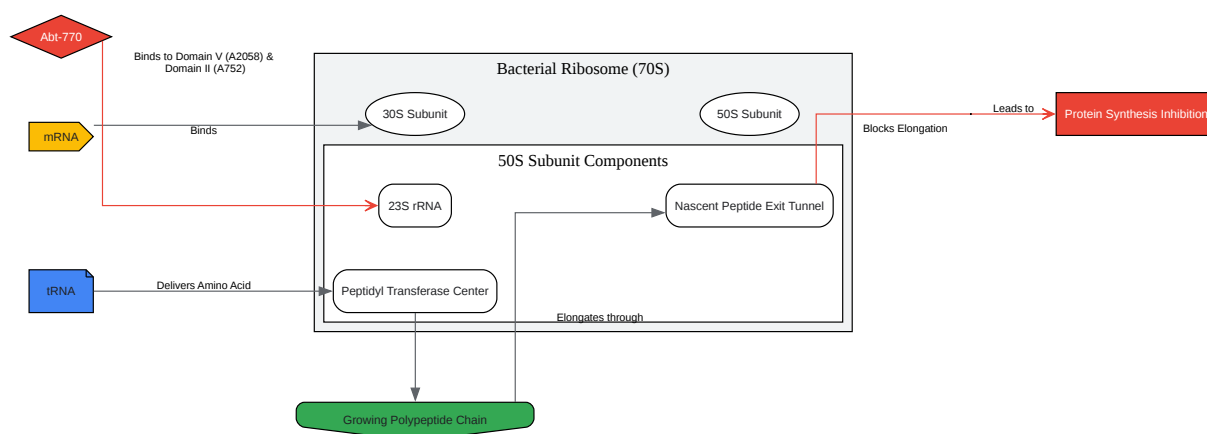 Abt-770
Binds to Domain V (A2058) &
Domain II (A752)
Bacterial Ribosome (70S)
30S Subunit
50S Subunit
Leads to
Protein Synthesis Inhibition
mRNA
Binds
Blocks Elongation
50S Subunit Components
23S rRNA
Nascent Peptide Exit Tunnel
tRNA
Delivers Amino Acid
Peptidyl Transferase Center
Elongates through
Growing Polypeptide Chain